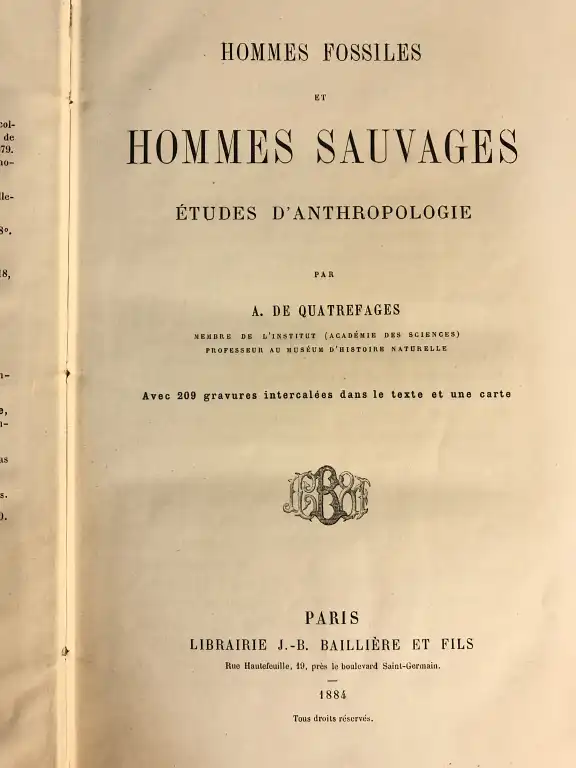 HOMMES FOSSILES
ET
HOMMES SAUVAGES
ÉTUDES D'ANTHROPOLOGIE
PAR
A. DE QUATREFAGES
MEMBRE DE L'INSTITUT (ACADÉMIE DES SCIENCES)
PROFESSEUR AU MUSÉUM D'HISTOIRE NATURELLE
Avec 209 gravures intercalées dans le texte et une carte
PARIS
LIBRAIRIE J.-B. BAILLIÈRE ET FILS
Rue Hautefeuille, 19, près le boulevard Saint-Germain.
1884
Tous droits réservés.